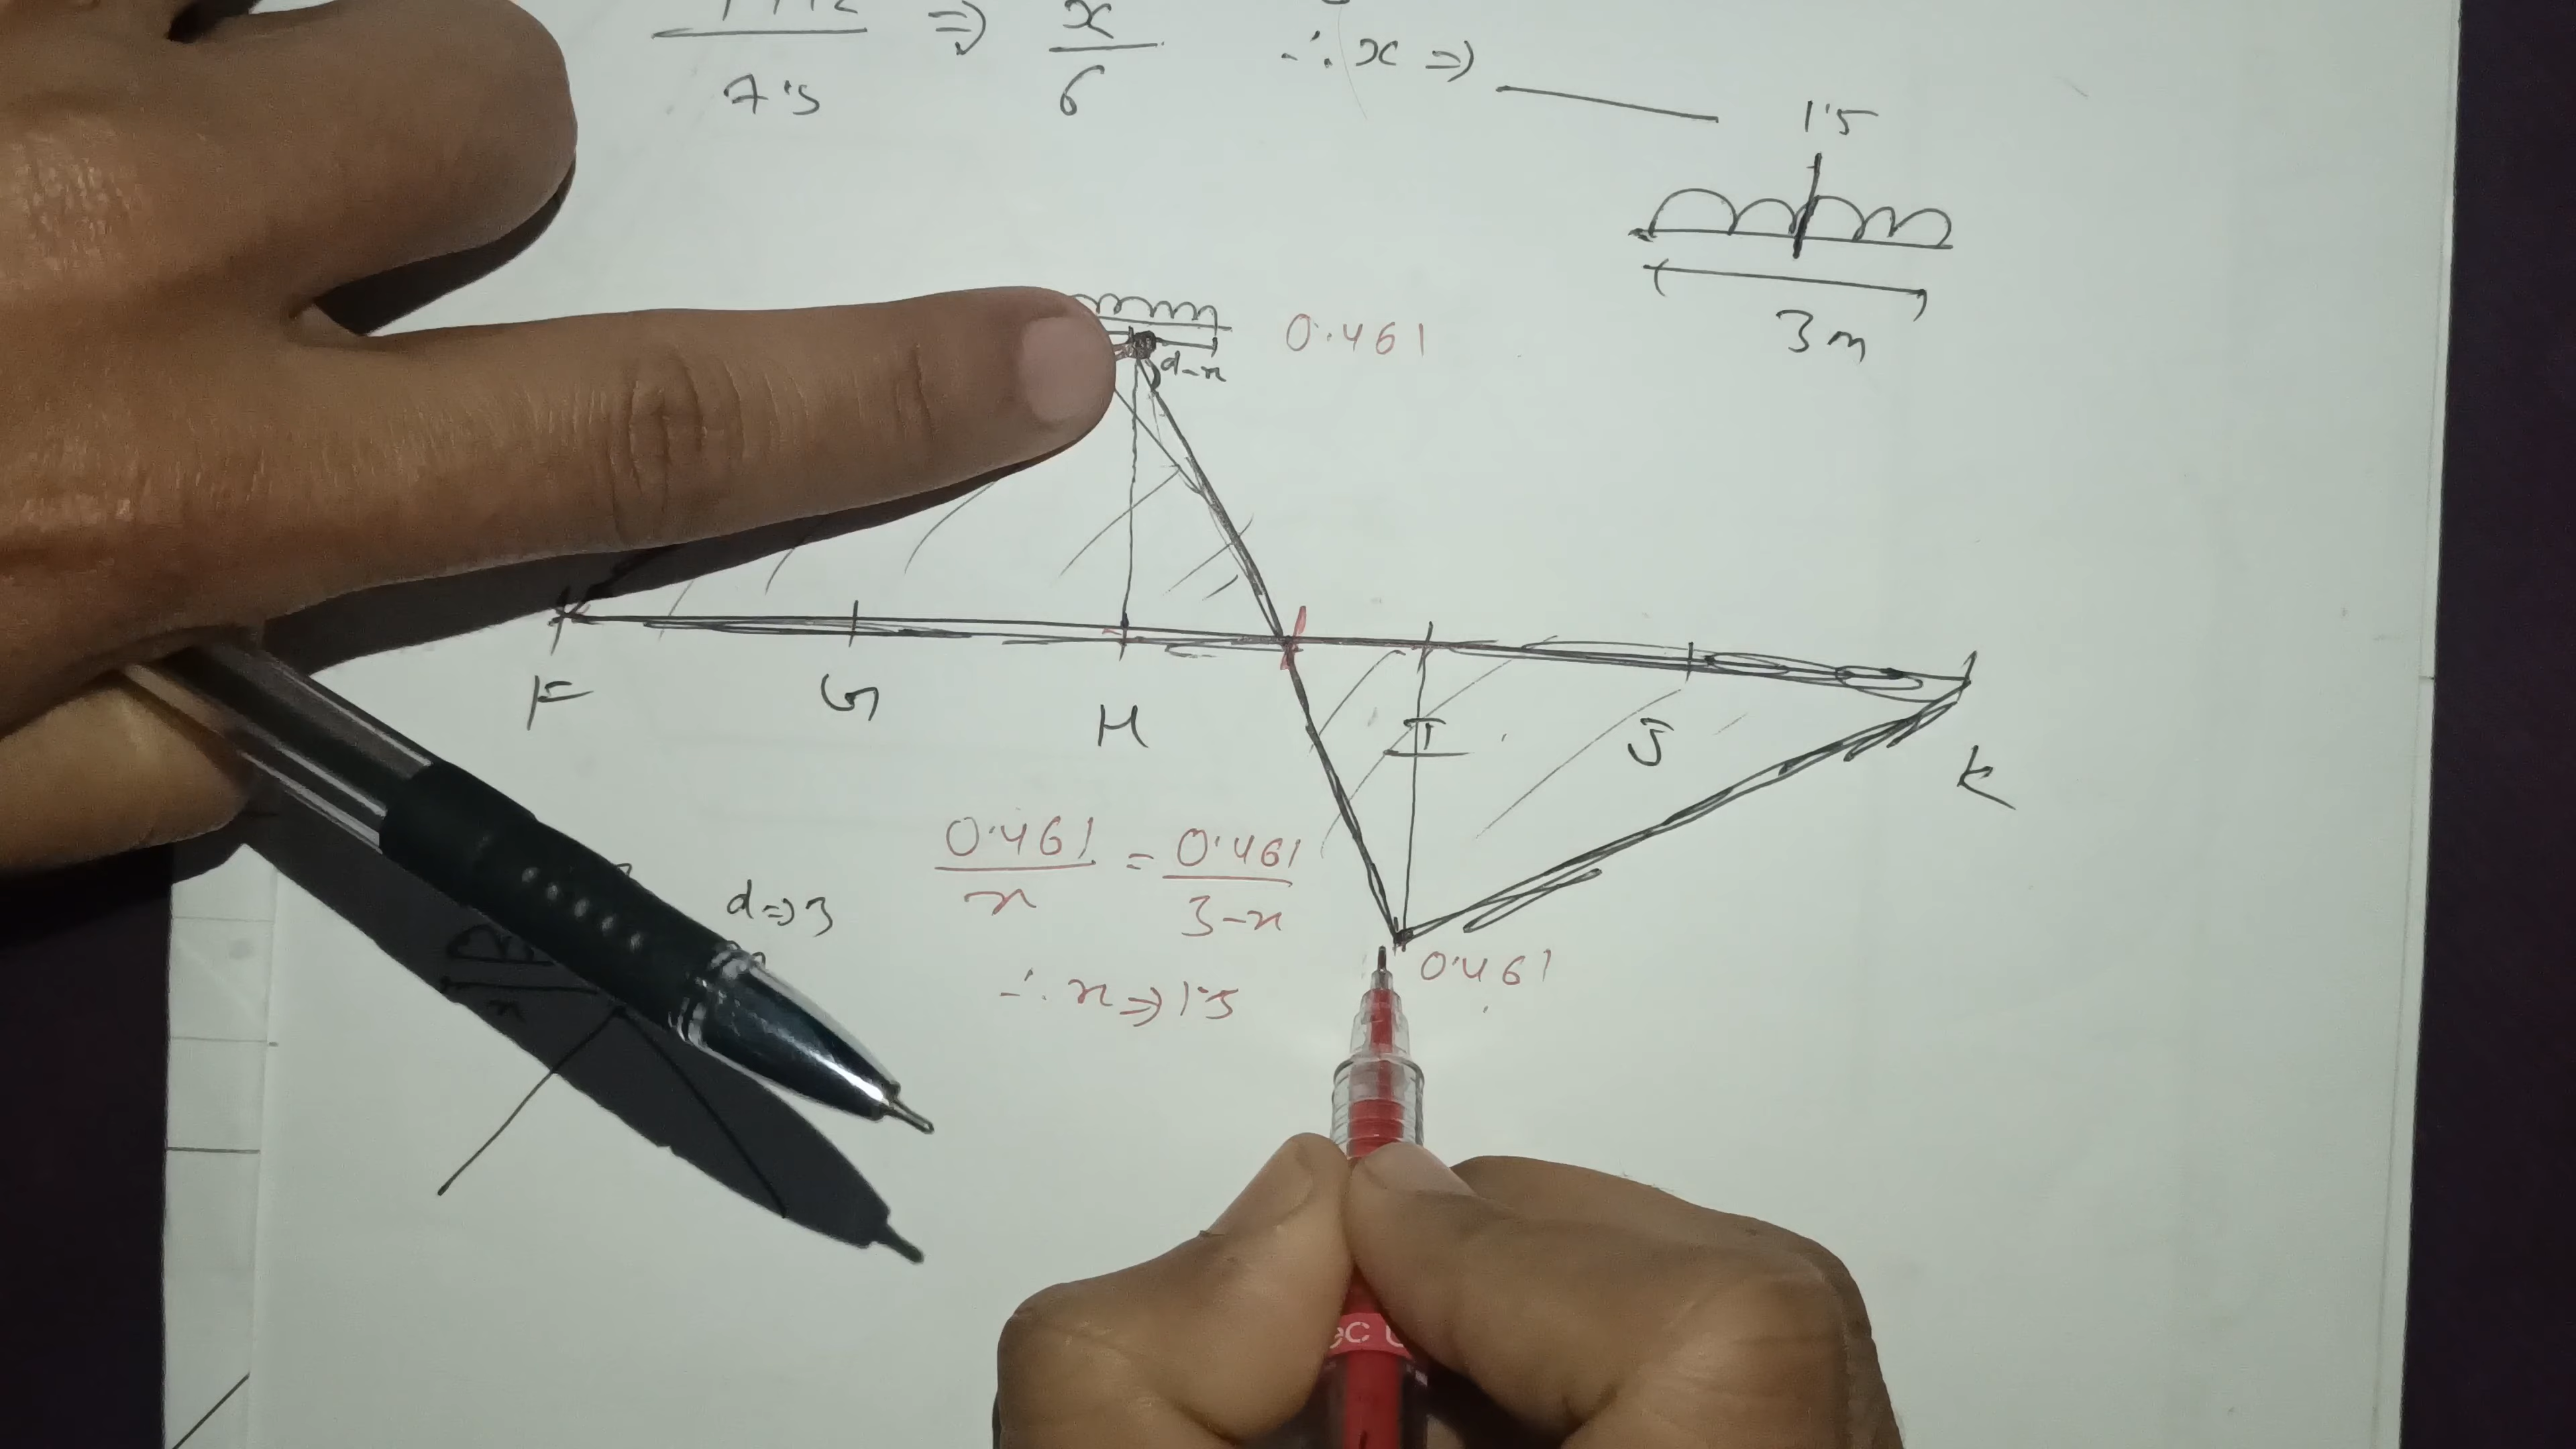 7.5 ⇒ x/6 ∴ x ⇒
1.5
3m
0.461
d-x
F G H I J K
0.461/x = 0.461/3-x
d ⇒ 3
∴ x ⇒ 1.5
0.461
x